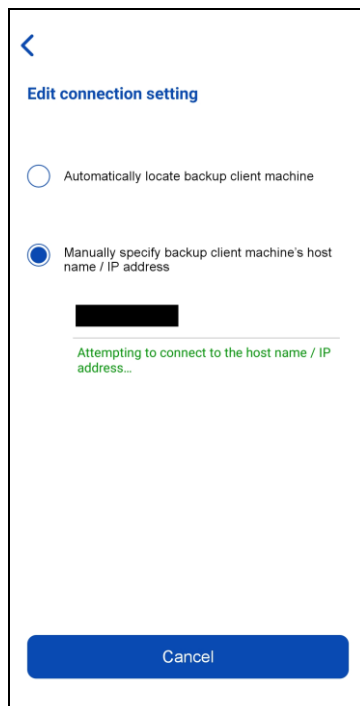 Edit connection setting
Automatically locate backup client machine
Manually specify backup client machine's host
name / IP address
Attempting to connect to the host name / IP
address...
Cancel